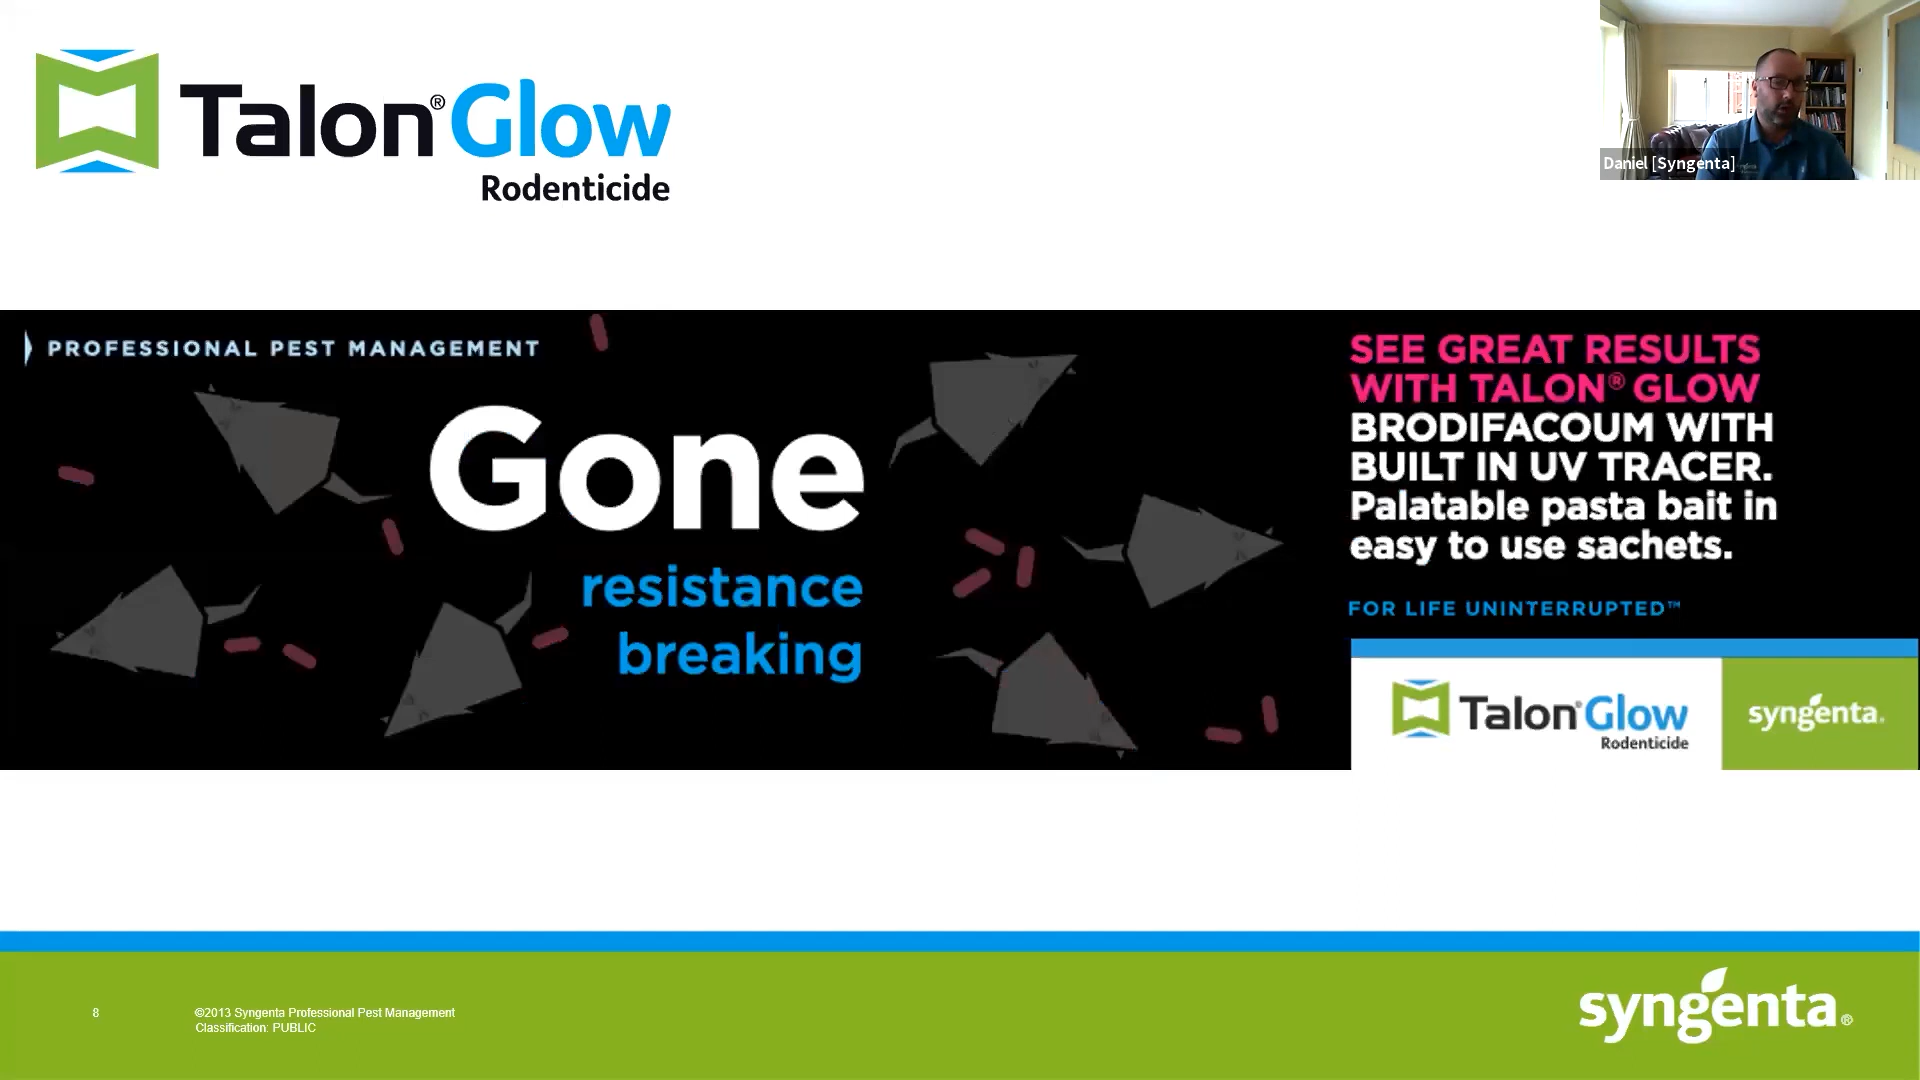 Talon® Glow
Rodenticide
Daniel [Syngenta]
PROFESSIONAL PEST MANAGEMENT
Gone
resistance
breaking
SEE GREAT RESULTS
WITH TALON® GLOW
BRODIFACOUM WITH
BUILT IN UV TRACER.
Palatable pasta bait in
easy to use sachets.
FOR LIFE UNINTERRUPTED™
Talon® Glow
Rodenticide
syngenta®
8
©2013 Syngenta Professional Pest Management
Classification: PUBLIC
syngenta®